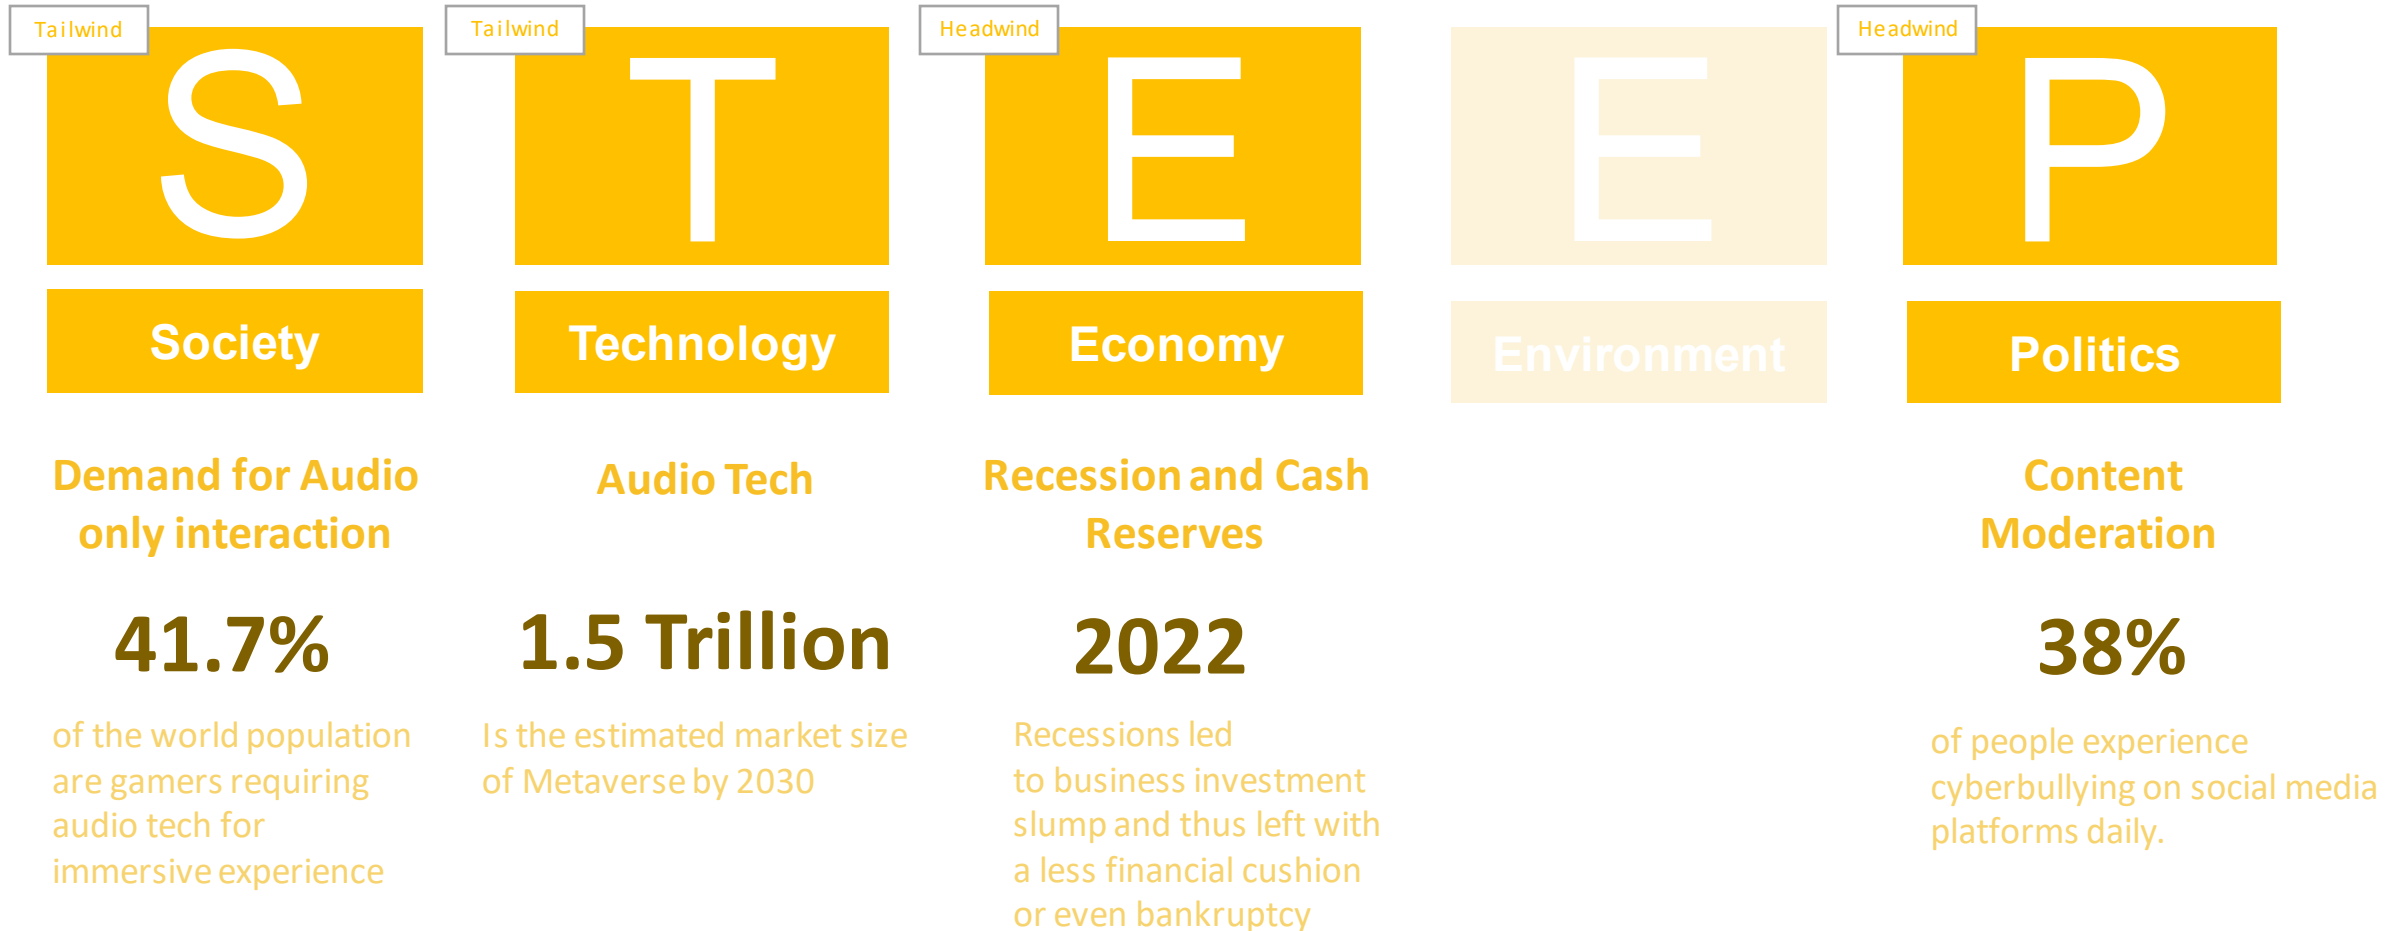 Tailwind
S
Society
Demand for Audio
only interaction
41.7%
of the world population
are gamers requiring
audio tech for
immersive experience
Tailwind
T
Technology
Audio Tech
1.5 Trillion
Is the estimated market size
of Metaverse by 2030
Headwind
E
Economy
Recession and Cash
Reserves
2022
Recessions led
to business investment
slump and thus left with
a less financial cushion
or even bankruptcy
E
Environment
Headwind
P
Politics
Content
Moderation
38%
of people experience
cyberbullying on social media
platforms daily.